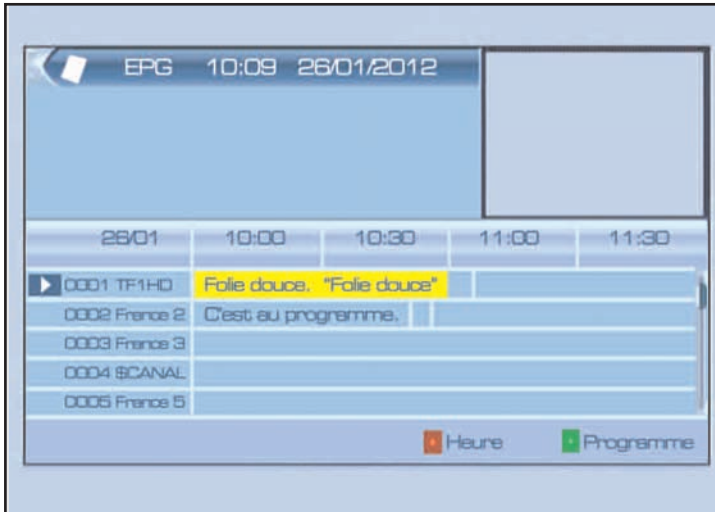 EPG 10:09 26/01/2012
26/01 10:00 10:30 11:00 11:30
0001 TF1HD Folie douce. "Folie douce"
0002 France 2 C'est au programme.
0003 France 3
0004 $CANAL
0005 France 5
Heure Programme